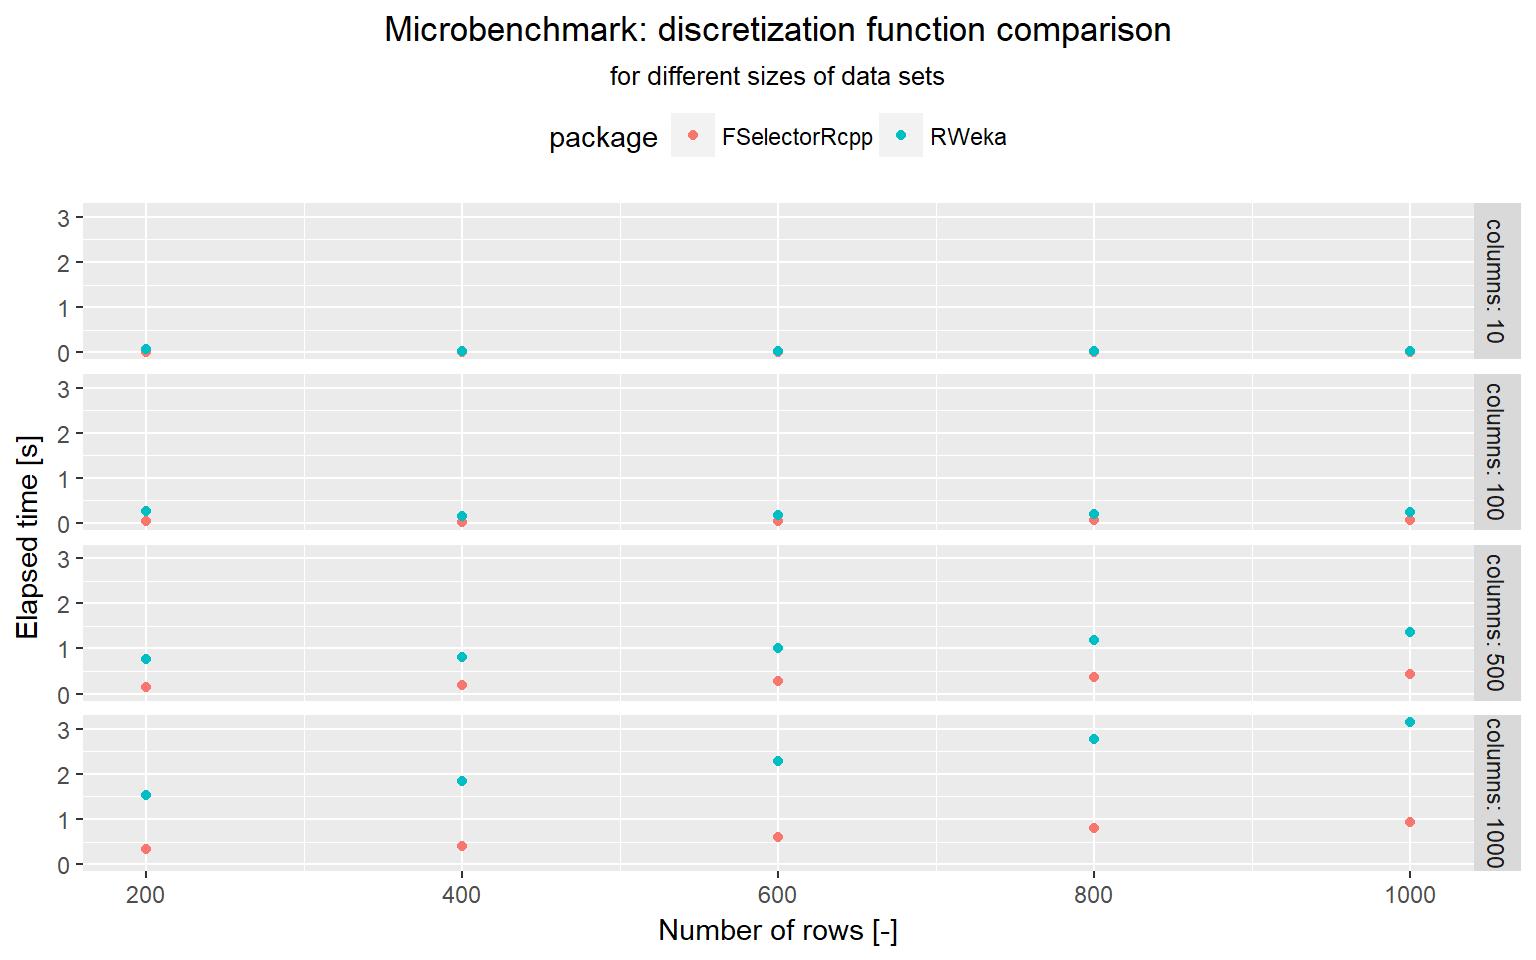 Microbenchmark: discretization function comparison
for different sizes of data sets
package FSelectorRcpp RWeka
3
2
1
0
columns: 10
3
2
1
0
columns: 100
Elapsed time [s]
3
2
1
0
columns: 500
3
2
1
0
columns: 1000
200 400 600 800 1000
Number of rows [-]